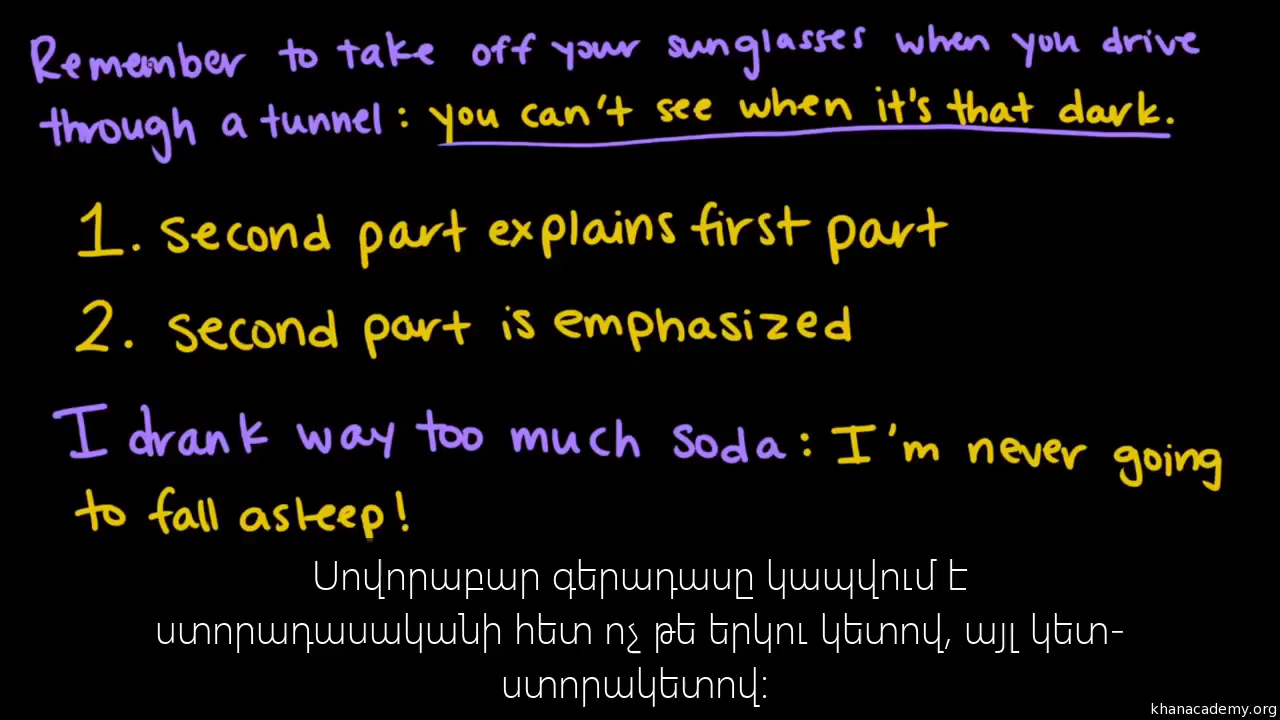 Remember to take off your sunglasses when you drive
through a tunnel: you can't see when it's that dark.
1. second part explains first part
2. second part is emphasized
I drank way too much soda: I'm never going
to fall asleep!
Սովորաբար գերադասը կապվում է
ստորադասականի հետ ոչ թե երկու կետով, այլ կետ-
ստորակետով:
khanacademy.org